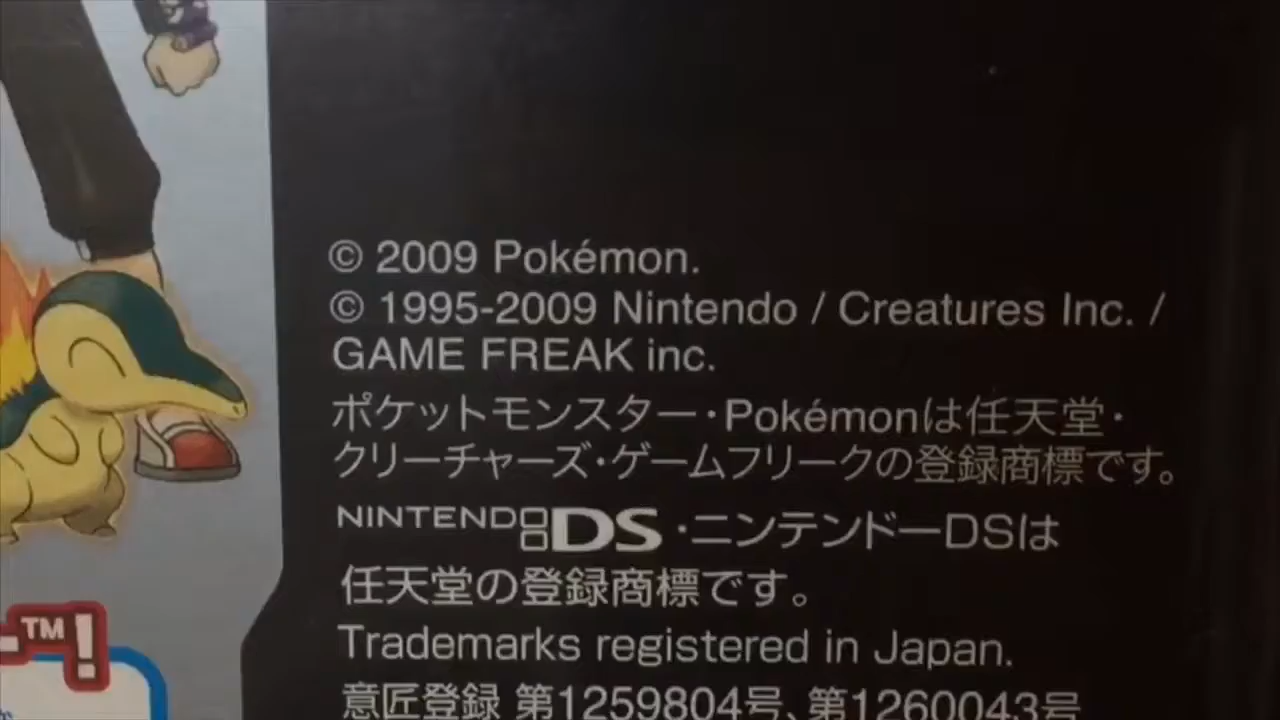 © 2009 Pokémon.
© 1995-2009 Nintendo / Creatures Inc. /
GAME FREAK inc.
ポケットモンスター・Pokémonは任天堂・
クリーチャーズ・ゲームフリークの登録商標です。
NINTENDO DS・ニンテンドーDSは
任天堂の登録商標です。
Trademarks registered in Japan.
意匠登録 第1259804号、第1260043号
ー™!